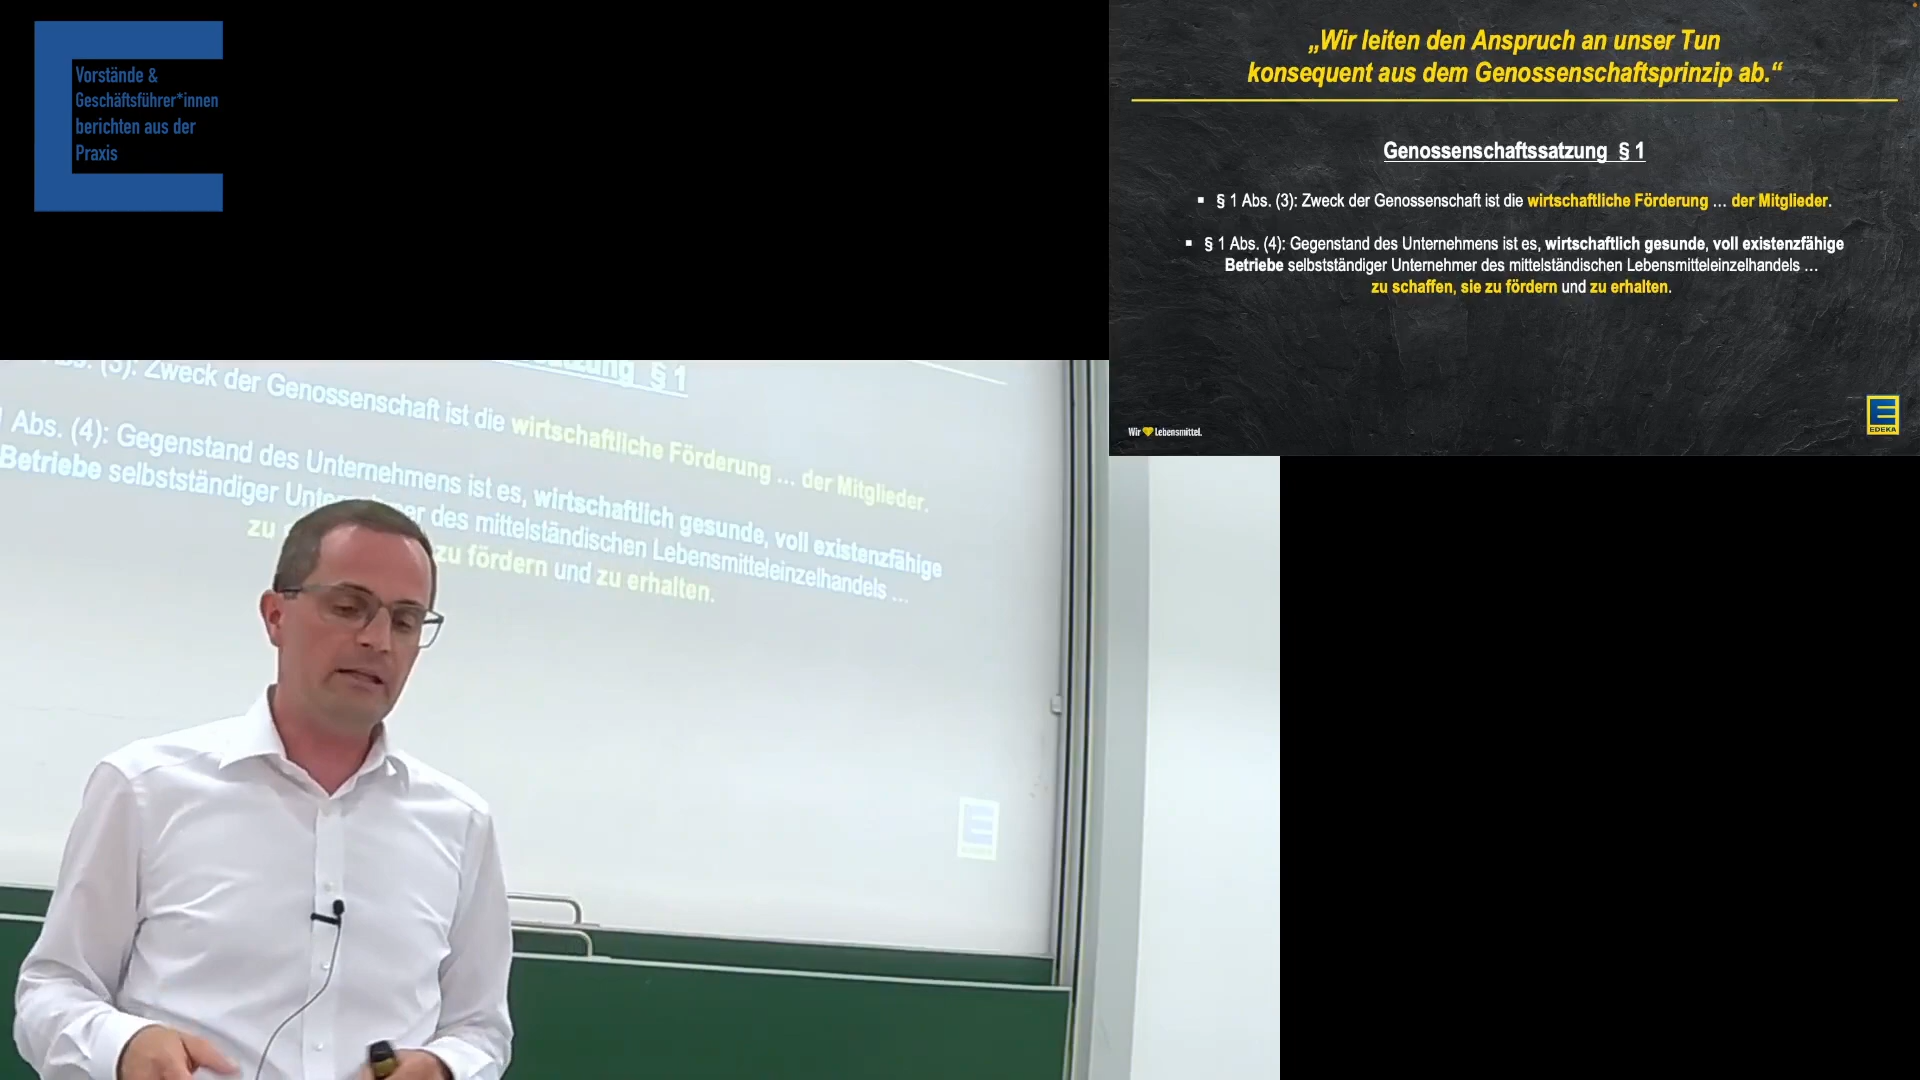 Vorstände &
Geschäftsführer*innen
berichten aus der
Praxis
„Wir leiten den Anspruch an unser Tun
konsequent aus dem Genossenschaftsprinzip ab.“
Genossenschaftssatzung § 1
▪ § 1 Abs. (3): Zweck der Genossenschaft ist die wirtschaftliche Förderung … der Mitglieder.
▪ § 1 Abs. (4): Gegenstand des Unternehmens ist es, wirtschaftlich gesunde, voll existenzfähige
Betriebe selbstständiger Unternehmer des mittelständischen Lebensmitteleinzelhandels …
zu schaffen, sie zu fördern und zu erhalten.
Wir Lebensmittel.
E
EDEKA
§ 1
(3): Zweck der Genossenschaft ist die wirtschaftliche Förderung … der Mitglieder.
Abs. (4): Gegenstand des Unternehmens ist es, wirtschaftlich gesunde, voll existenzfähige
Betriebe selbstständiger des mittelständischen Lebensmitteleinzelhandels …
zu zu fördern und zu erhalten.
E